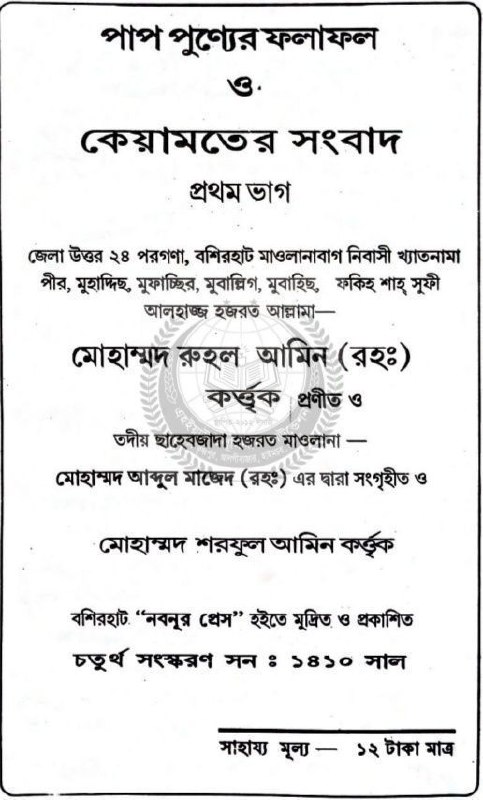 পাপ পুণ্যের ফলাফল
ও
কেয়ামতের সংবাদ
প্রথম ভাগ
জেলা উত্তর ২৪ পরগণা, বশিরহাট মাওলানাবাগ নিবাসী খ্যাতনামা
পীর, মুহাদ্দিছ, মুফাচ্ছির, মুবাল্লিগ, মুবাহিছ, ফকিহ শাহ্ সূফী
আলহাজ্জ হজরত আল্লামা—
মোহাম্মদ রুহল আমিন (রহঃ)
কর্ত্তৃক প্রণীত ও
তদীয় ছাহেবজাদা হজরত মাওলানা —
মোহাম্মদ আব্দুল মাজেদ (রহঃ) এর দ্বারা সংগৃহীত ও
মোহাম্মদ শরফুল আমিন কর্ত্তৃক
বশিরহাট “নবনূর প্রেস” হইতে মূদ্রিত ও প্রকাশিত
চতুর্থ সংস্করণ সন : ১৪১০ সাল
সাহায্য মূল্য — ১২ টাকা মাত্র